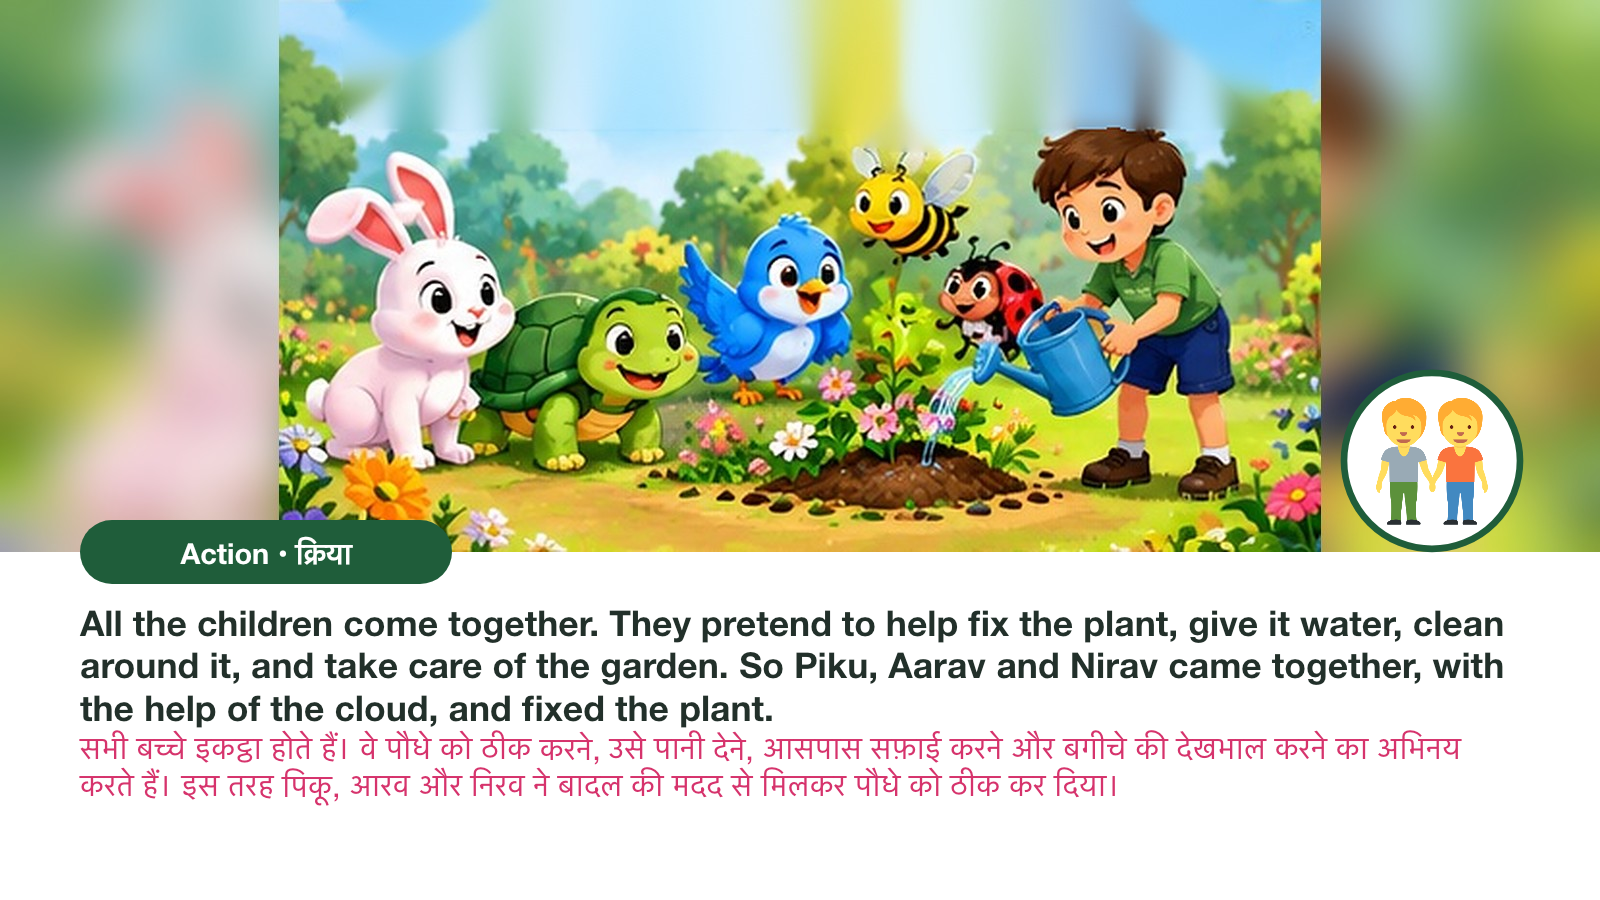 Action • क्रिया
All the children come together. They pretend to help fix the plant, give it water, clean
around it, and take care of the garden. So Piku, Aarav and Nirav came together, with
the help of the cloud, and fixed the plant.
सभी बच्चे इकट्ठा होते हैं। वे पौधे को ठीक करने, उसे पानी देने, आसपास सफ़ाई करने और बगीचे की देखभाल करने का अभिनय
करते हैं। इस तरह पिकू, आरव और निरव ने बादल की मदद से मिलकर पौधे को ठीक कर दिया।